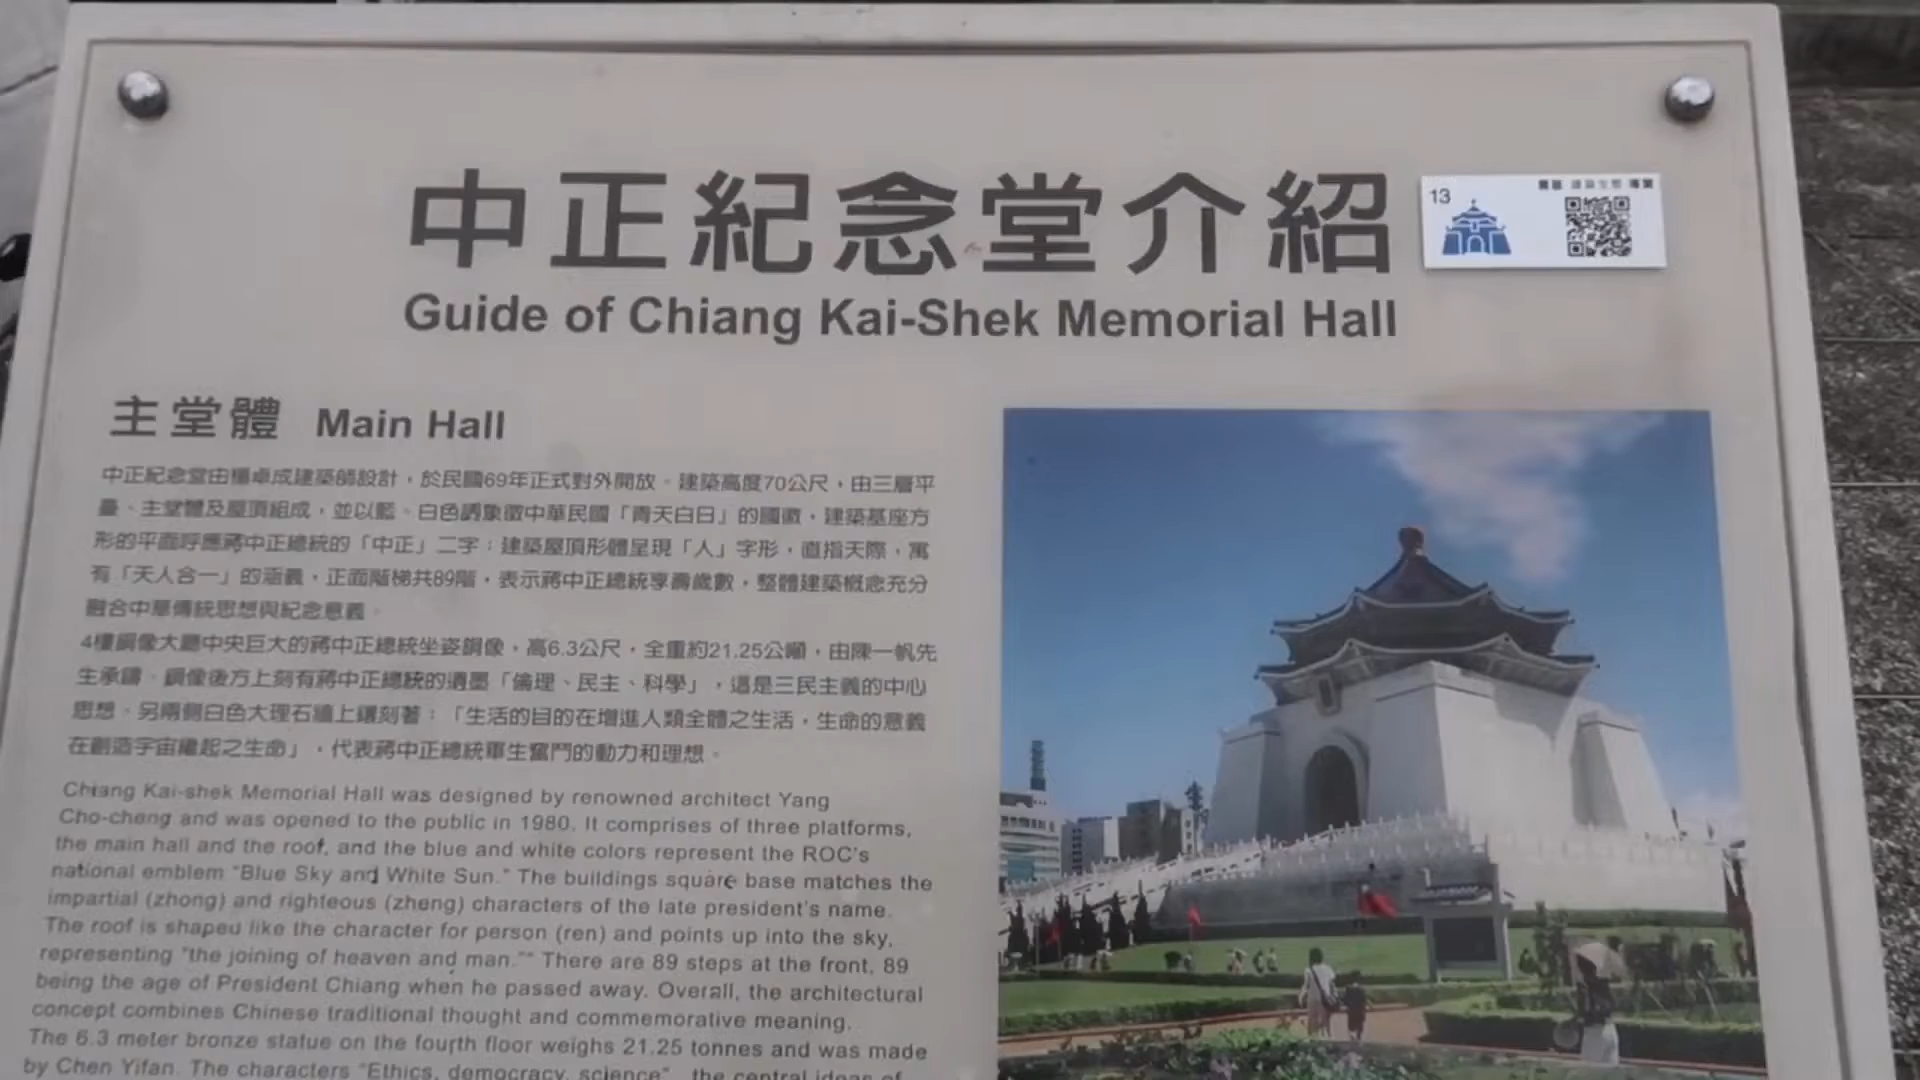 中正紀念堂介紹
13
Guide of Chiang Kai-Shek Memorial Hall
主堂體 Main Hall
中正紀念堂由楊卓成建築師設計，於民國69年正式對外開放。建築高度70公尺，由三層平
臺、主堂體及屋頂組成，並以藍、白色調象徵中華民國「青天白日」的國徽，建築基座方
形的平面呼應蔣中正總統的「中正」二字；建築屋頂形體呈現「人」字形，直指天際，寓
有「天人合一」的涵義，正面階梯共89階，表示蔣中正總統享壽歲數，整體建築概念充分
融合中華傳統思想與紀念意義。
4樓銅像大廳中央巨大的蔣中正總統坐姿銅像，高6.3公尺，全重約21.25公噸，由陳一帆先
生承鑄。銅像後方上刻有蔣中正總統的遺墨「倫理、民主、科學」，這是三民主義的中心
思想。另兩側白色大理石牆上鑲刻著：「生活的目的在增進人類全體之生活，生命的意義
在創造宇宙繼起之生命」，代表蔣中正總統畢生奮鬥的動力和理想。
Chiang Kai-shek Memorial Hall was designed by renowned architect Yang
Cho-cheng and was opened to the public in 1980. It comprises of three platforms,
the main hall and the roof, and the blue and white colors represent the ROC's
national emblem "Blue Sky and White Sun." The buildings square base matches the
impartial (zhong) and righteous (zheng) characters of the late president's name.
The roof is shaped like the character for person (ren) and points up into the sky,
representing "the joining of heaven and man."" There are 89 steps at the front, 89
being the age of President Chiang when he passed away. Overall, the architectural
concept combines Chinese traditional thought and commemorative meaning.
The 6.3 meter bronze statue on the fourth floor weighs 21.25 tonnes and was made
by Chen Yifan. The characters "Ethics, democracy, science", the central ideas of